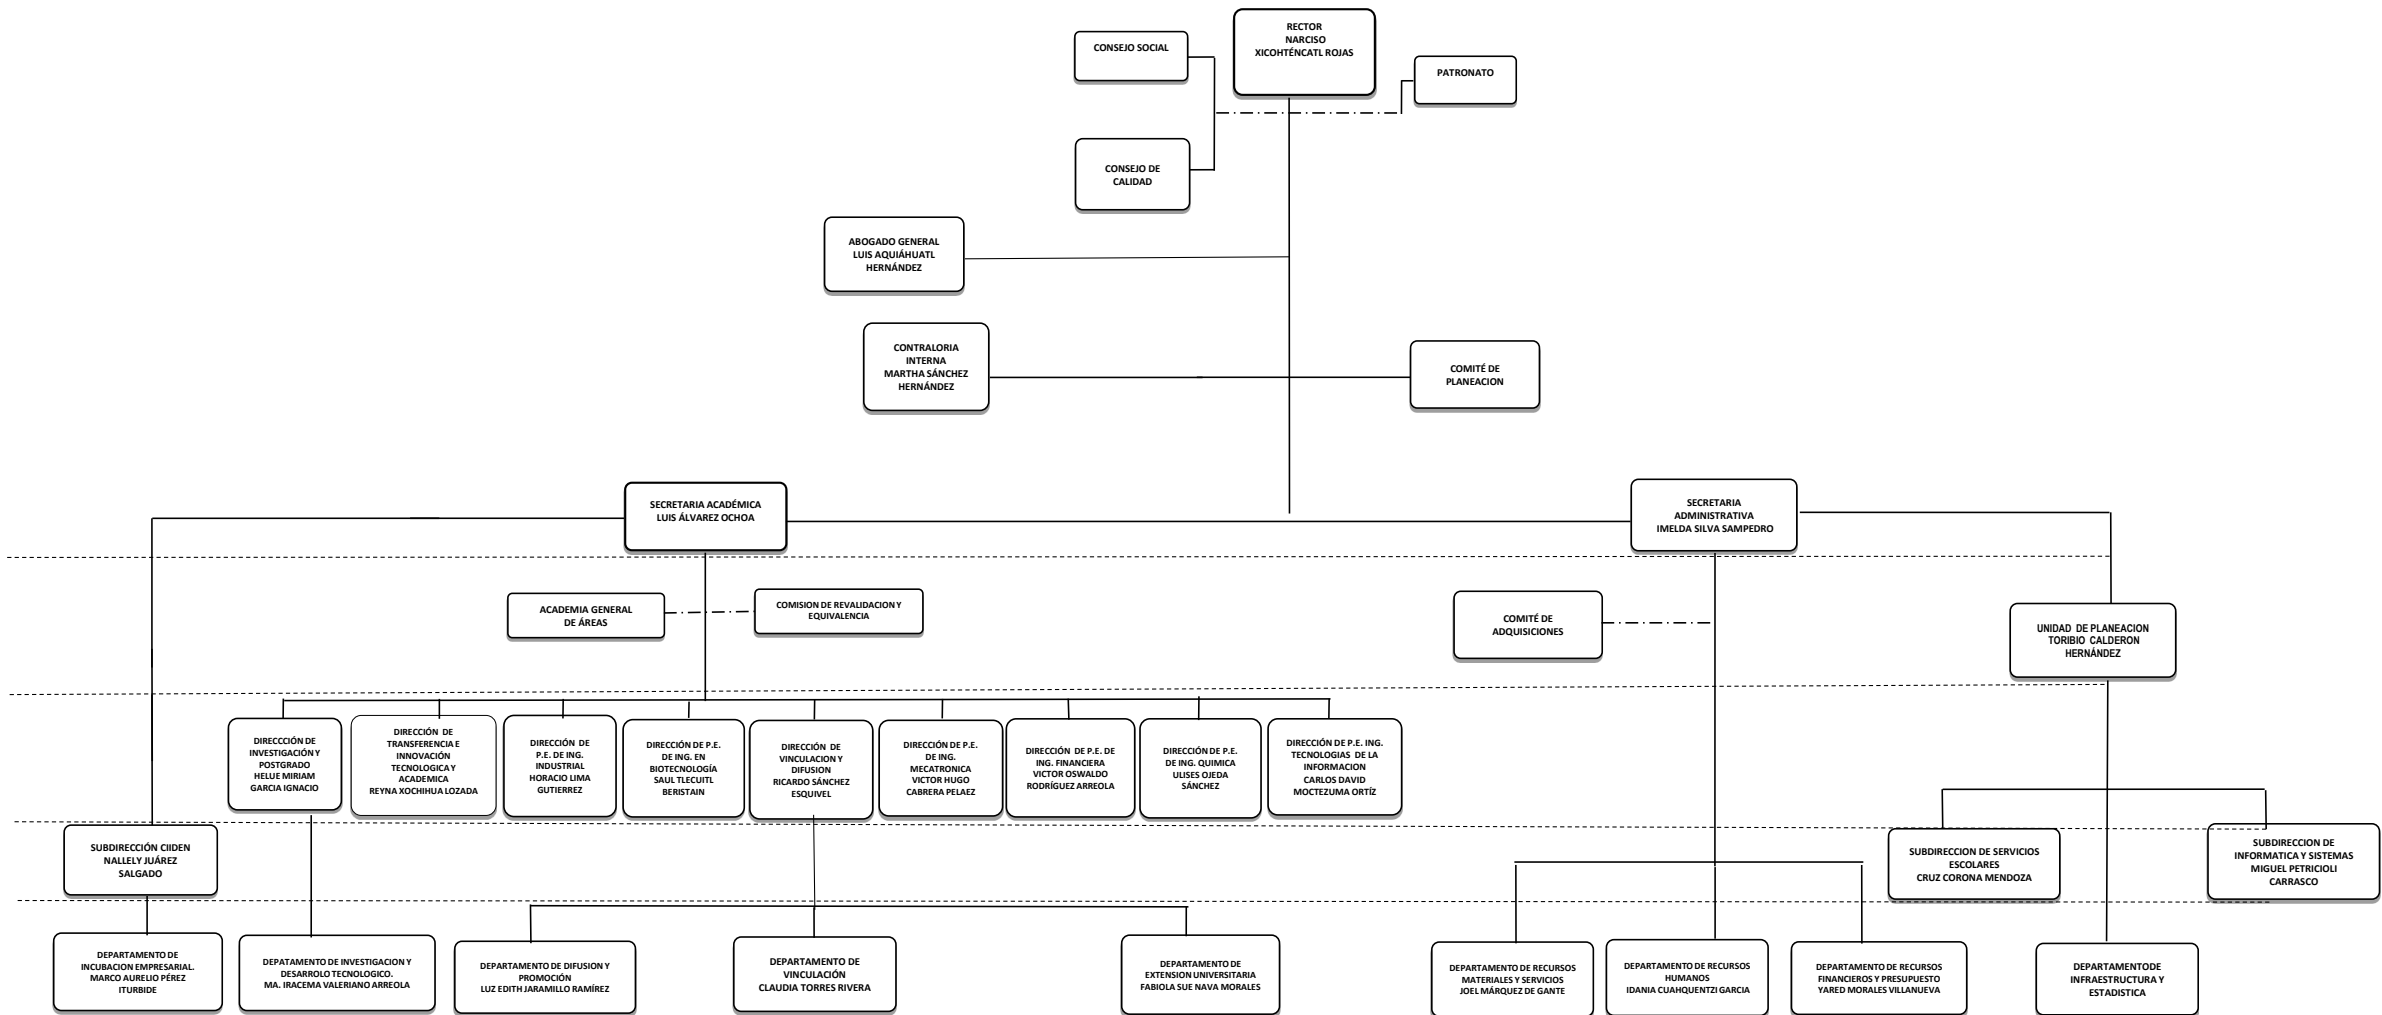 RECTOR
NARCISO
XICOHTÉNCATL ROJAS
CONSEJO SOCIAL
PATRONATO
CONSEJO DE
CALIDAD
ABOGADO GENERAL
LUIS AQUIÁHUATL
HERNÁNDEZ
CONTRALORIA
INTERNA
MARTHA SÁNCHEZ
HERNÁNDEZ
COMITÉ DE
PLANEACION
SECRETARIA ACADÉMICA
LUIS ÁLVAREZ OCHOA
SECRETARIA
ADMINISTRATIVA
IMELDA SILVA SAMPEDRO
ACADEMIA GENERAL
DE ÁREAS
COMISION DE REVALIDACION Y
EQUIVALENCIA
COMITÉ DE
ADQUISICIONES
UNIDAD DE PLANEACION
TORIBIO CALDERON
HERNÁNDEZ
DIRECCCIÓN DE
INVESTIGACIÓN Y
POSTGRADO
HELUE MIRIAM
GARCIA IGNACIO
DIRECCIÓN DE
TRANSFERENCIA E
INNOVACIÓN
TECNOLOGICA Y
ACADEMICA
REYNA XOCHIHUA LOZADA
DIRECCIÓN DE
P.E. DE ING.
INDUSTRIAL
HORACIO LIMA
GUTIERREZ
DIRECCIÓN DE P.E.
DE ING. EN
BIOTECNOLOGÍA
SAUL TLECUITL
BERISTAIN
DIRECCIÓN DE
VINCULACION Y
DIFUSION
RICARDO SÁNCHEZ
ESQUIVEL
DIRECCIÓN DE P.E.
DE ING.
MECATRONICA
VICTOR HUGO
CABRERA PELAEZ
DIRECCIÓN DE P.E. DE
ING. FINANCIERA
VICTOR OSWALDO
RODRÍGUEZ ARREOLA
DIRECCIÓN DE P.E.
DE ING. QUIMICA
ULISES OJEDA
SÁNCHEZ
DIRECCIÓN DE P.E. ING.
TECNOLOGIAS DE LA
INFORMACION
CARLOS DAVID
MOCTEZUMA ORTÍZ
SUBDIRECCIÓN CIIDEN
NALLELY JUÁREZ
SALGADO
SUBDIRECCION DE SERVICIOS
ESCOLARES
CRUZ CORONA MENDOZA
SUBDIRECCION DE
INFORMATICA Y SISTEMAS
MIGUEL PETRICIOLI
CARRASCO
DEPARTAMENTO DE
INCUBACION EMPRESARIAL.
MARCO AURELIO PÉREZ
ITURBIDE
DEPATAMENTO DE INVESTIGACION Y
DESARROLO TECNOLOGICO.
MA. IRACEMA VALERIANO ARREOLA
DEPARTAMENTO DE DIFUSION Y
PROMOCIÓN
LUZ EDITH JARAMILLO RAMÍREZ
DEPARTAMENTO DE
VINCULACIÓN
CLAUDIA TORRES RIVERA
DEPARTAMENTO DE
EXTENSION UNIVERSITARIA
FABIOLA SUE NAVA MORALES
DEPARTAMENTO DE RECURSOS
MATERIALES Y SERVICIOS
JOEL MÁRQUEZ DE GANTE
DEPARTAMENTO DE RECURSOS
HUMANOS
IDANIA CUAHQUENTZI GARCIA
DEPARTAMENTO DE RECURSOS
FINANCIEROS Y PRESUPUESTO
YARED MORALES VILLANUEVA
DEPARTAMENTODE
INFRAESTRUCTURA Y
ESTADISTICA